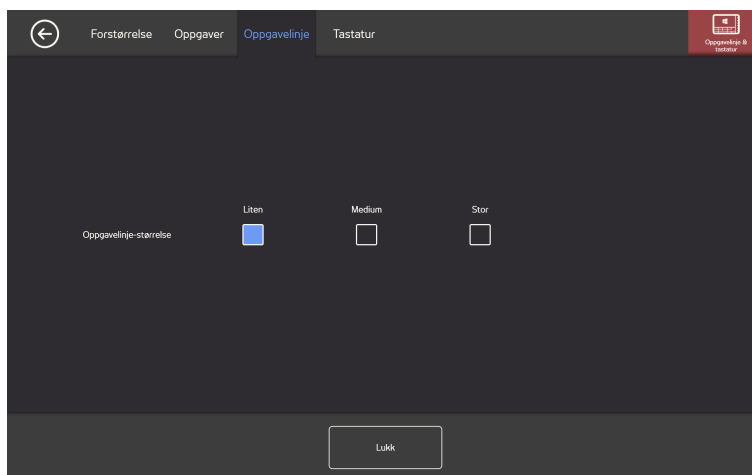 Forstørrelse Oppgaver Oppgavelinje Tastatur
Oppgavelinje &
tastatur
Liten Medium Stor
Oppgavelinje-størrelse
Lukk